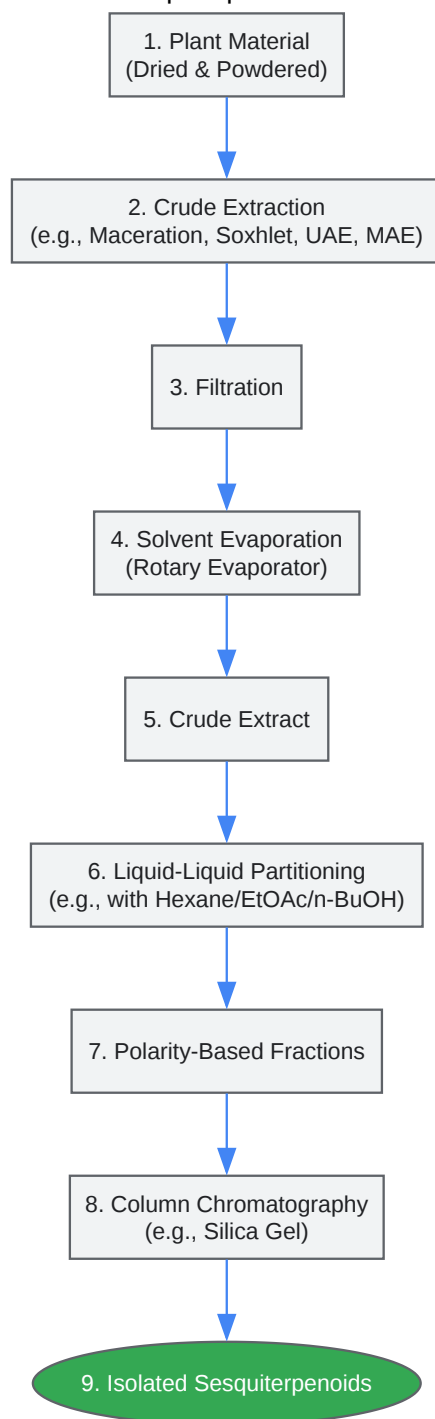 1. Plant Material
(Dried & Powdered)
2. Crude Extraction
(e.g., Maceration, Soxhlet, UAE, MAE)
3. Filtration
4. Solvent Evaporation
(Rotary Evaporator)
5. Crude Extract
6. Liquid-Liquid Partitioning
(e.g., with Hexane/EtOAc/n-BuOH)
7. Polarity-Based Fractions
8. Column Chromatography
(e.g., Silica Gel)
9. Isolated Sesquiterpenoids